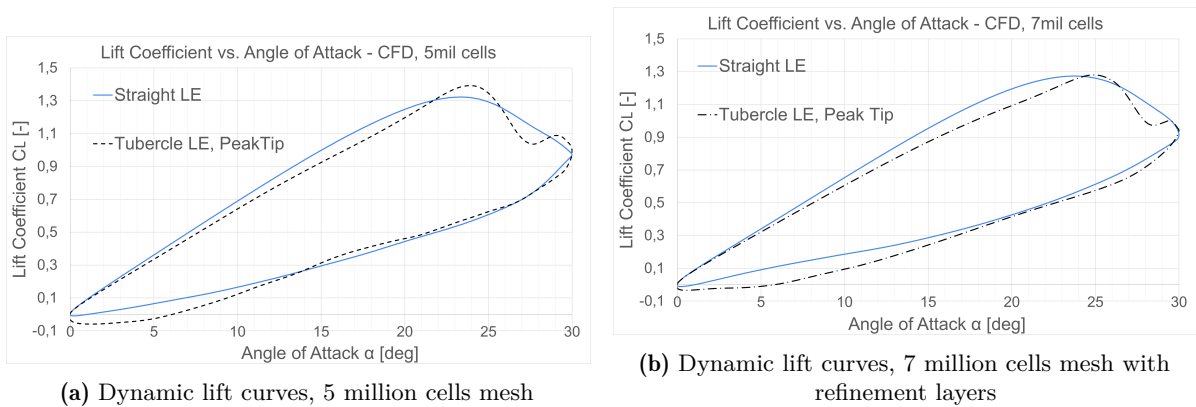 Lift Coefficient vs. Angle of Attack - CFD, 5mil cells
1,5
1,3
1,1
0,9
0,7
0,5
0,3
0,1
-0,1
Lift Coefficient CL [-]
Straight LE
Tubercle LE, PeakTip
0 5 10 15 20 25 30
Angle of Attack α [deg]
(a) Dynamic lift curves, 5 million cells mesh
Lift Coefficient vs. Angle of Attack - CFD, 7mil cells
1,5
1,3
1,1
0,9
0,7
0,5
0,3
0,1
-0,1
Lift Coefficient CL [-]
Straight LE
Tubercle LE, Peak Tip
0 5 10 15 20 25 30
Angle of Attack α [deg]
(b) Dynamic lift curves, 7 million cells mesh with
refinement layers